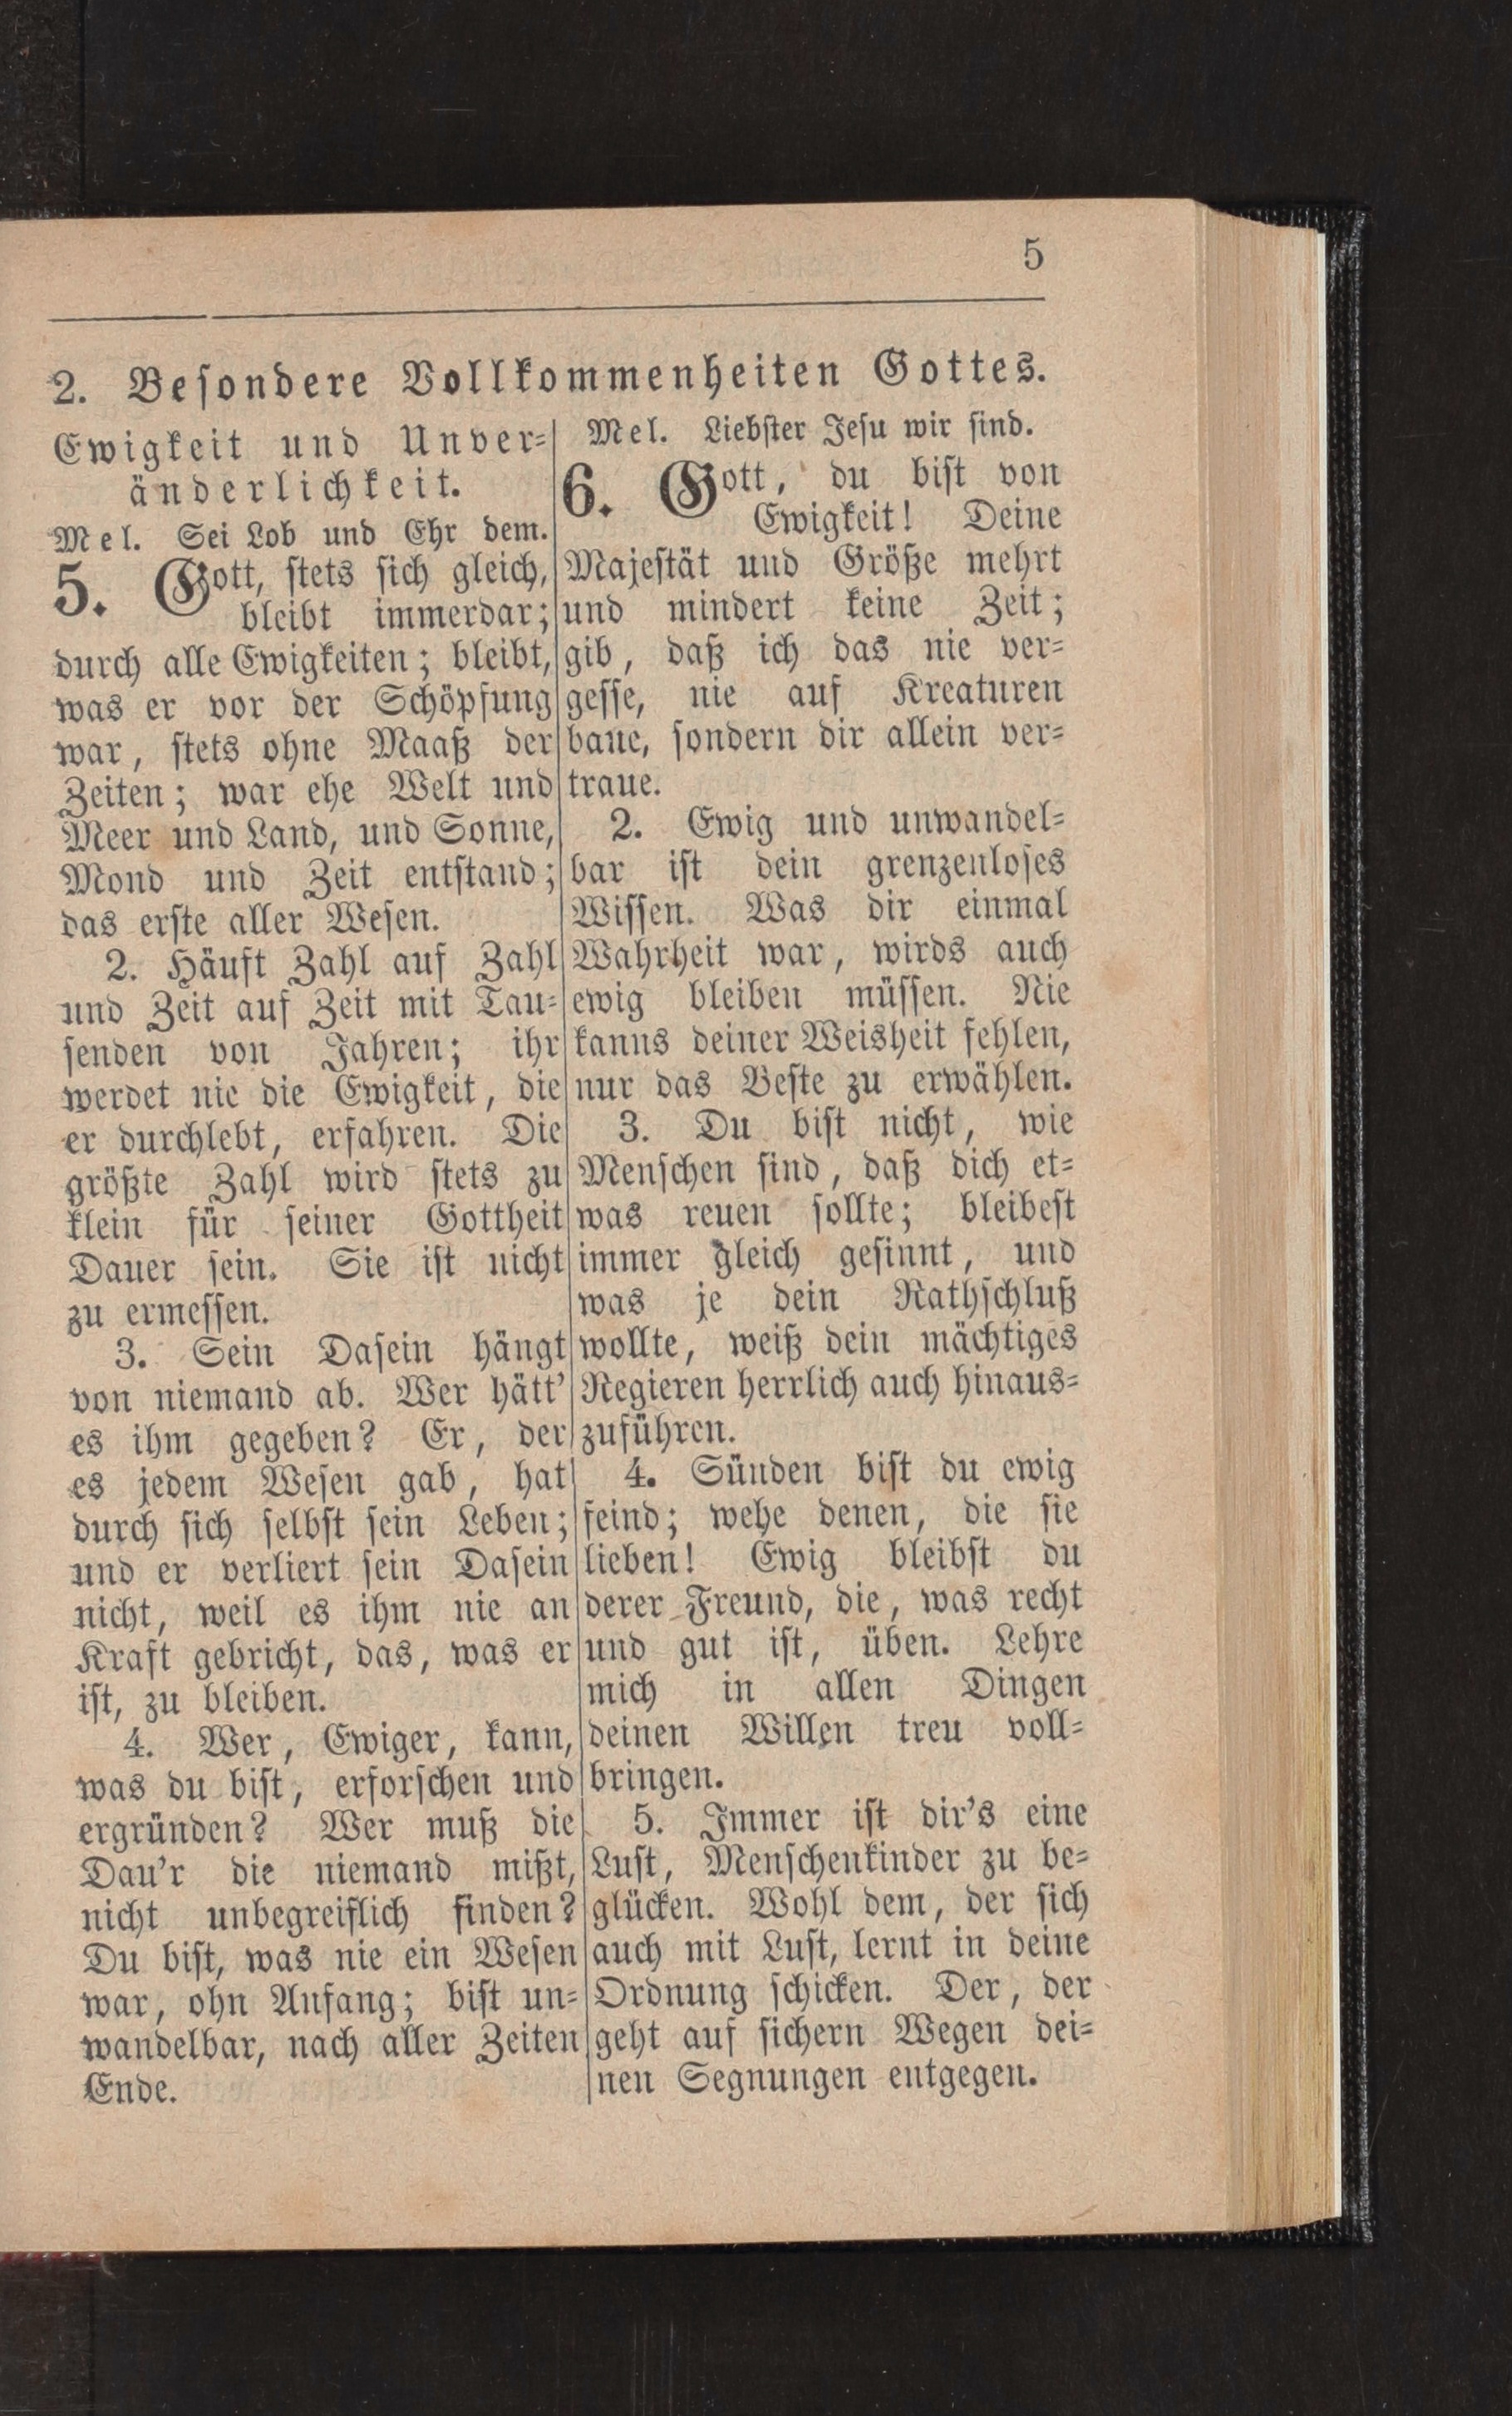 5
2. Besondere Vollkommenheiten Gottes.
Ewigkeit und Unver-
änderlichkeit.
Mel. Sei Lob und Ehr dem.
5. Gott, stets sich gleich,
bleibt immerdar;
durch alle Ewigkeiten; bleibt,
was er vor der Schöpfung
war, stets ohne Maaß der
Zeiten; war ehe Welt und
Meer und Land, und Sonne,
Mond und Zeit entstand;
das erste aller Wesen.
2. Häuft Zahl auf Zahl
und Zeit auf Zeit mit Tau-
senden von Jahren; ihr
werdet nie die Ewigkeit, die
er durchlebt, erfahren. Die
größte Zahl wird stets zu
klein für seiner Gottheit
Dauer sein. Sie ist nicht
zu ermessen.
3. Sein Dasein hängt
von niemand ab. Wer hätt'
es ihm gegeben? Er, der
es jedem Wesen gab, hat
durch sich selbst sein Leben;
und er verliert sein Dasein
nicht, weil es ihm nie an
Kraft gebricht, das, was er
ist, zu bleiben.
4. Wer, Ewiger, kann,
was du bist, erforschen und
ergründen? Wer muß die
Dau'r die niemand mißt,
nicht unbegreiflich finden?
Du bist, was nie ein Wesen
war, ohn Anfang; bist un-
wandelbar, nach aller Zeiten
Ende.
Mel. Liebster Jesu wir sind.
6. Gott, du bist von
Ewigkeit! Deine
Majestät und Größe mehrt
und mindert keine Zeit;
gib, daß ich das nie ver-
gesse, nie auf Kreaturen
baue, sondern dir allein ver-
traue.
2. Ewig und unwandel-
bar ist dein grenzenloses
Wissen. Was dir einmal
Wahrheit war, wirds auch
ewig bleiben müssen. Nie
kanns deiner Weisheit fehlen,
nur das Beste zu erwählen.
3. Du bist nicht, wie
Menschen sind, daß dich et-
was reuen sollte; bleibest
immer gleich gesinnt, und
was je dein Rathschluß
wollte, weiß dein mächtiges
Regieren herrlich auch hinaus-
zuführen.
4. Sünden bist du ewig
feind; wehe denen, die sie
lieben! Ewig bleibst du
derer Freund, die, was recht
und gut ist, üben. Lehre
mich in allen Dingen
deinen Willen treu voll-
bringen.
5. Immer ist dir's eine
Lust, Menschenkinder zu be-
glücken. Wohl dem, der sich
auch mit Lust, lernt in deine
Ordnung schicken. Der, der
geht auf sichern Wegen dei-
nen Segnungen entgegen.